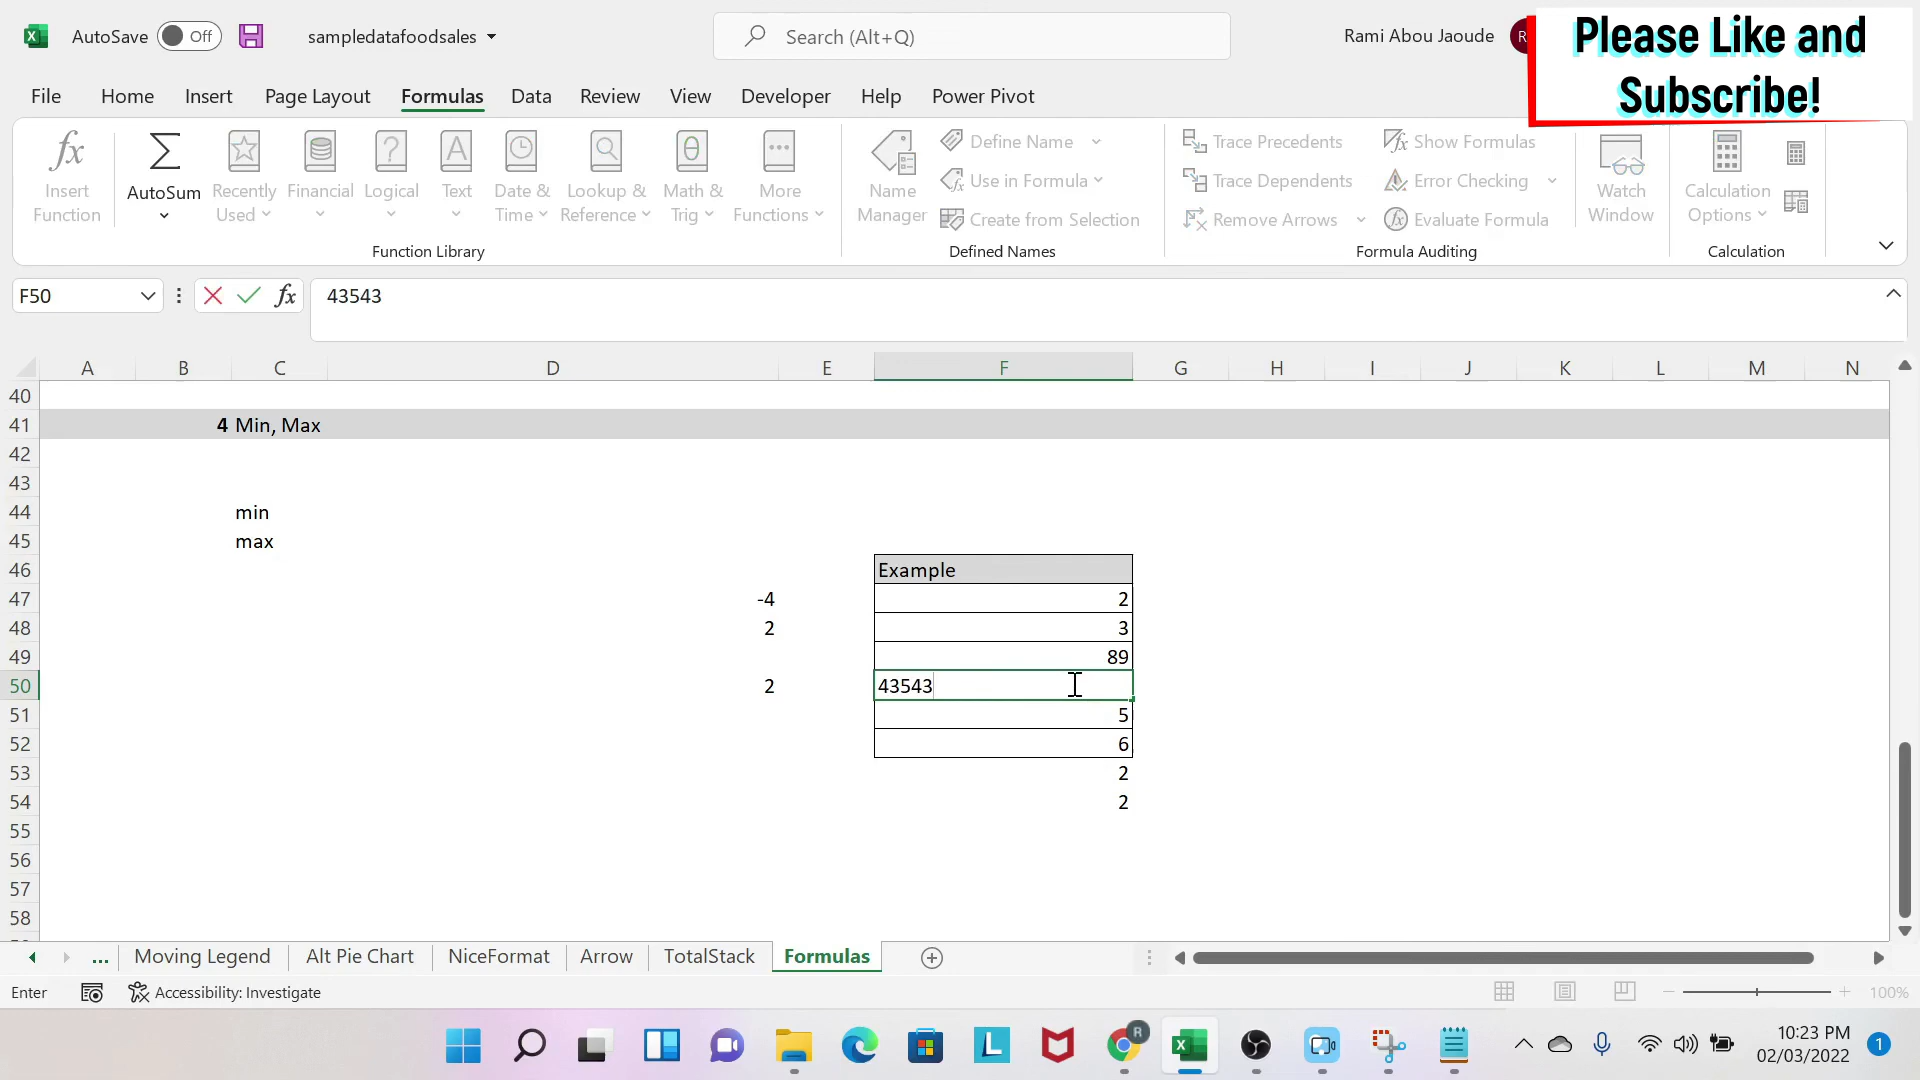 AutoSave
Off
sampledatafoodsales
Search (Alt+Q)
Rami Abou Jaoude
Please Like and
Subscribe!
File
Home
Insert
Page Layout
Formulas
Data
Review
View
Developer
Help
Power Pivot
Insert
Function
AutoSum
Recently
Used
Financial
Logical
Text
Date &
Time
Lookup &
Reference
Math &
Trig
More
Functions
Function Library
Name
Manager
Define Name
Use in Formula
Create from Selection
Defined Names
Trace Precedents
Trace Dependents
Remove Arrows
Show Formulas
Error Checking
Evaluate Formula
Formula Auditing
Watch
Window
Calculation
Options
Calculation
F50
fx
43543
A B C D E F G H I J K L M N
40
41 4 Min, Max
42
43
44 min
45 max
46 Example
47 -4 2
48 2 3
49 89
50 2 43543
51 5
52 6
53 2
54 2
55
56
57
58
... Moving Legend
Alt Pie Chart
NiceFormat
Arrow
TotalStack
Formulas
Enter
Accessibility: Investigate
100%
10:23 PM
02/03/2022
1